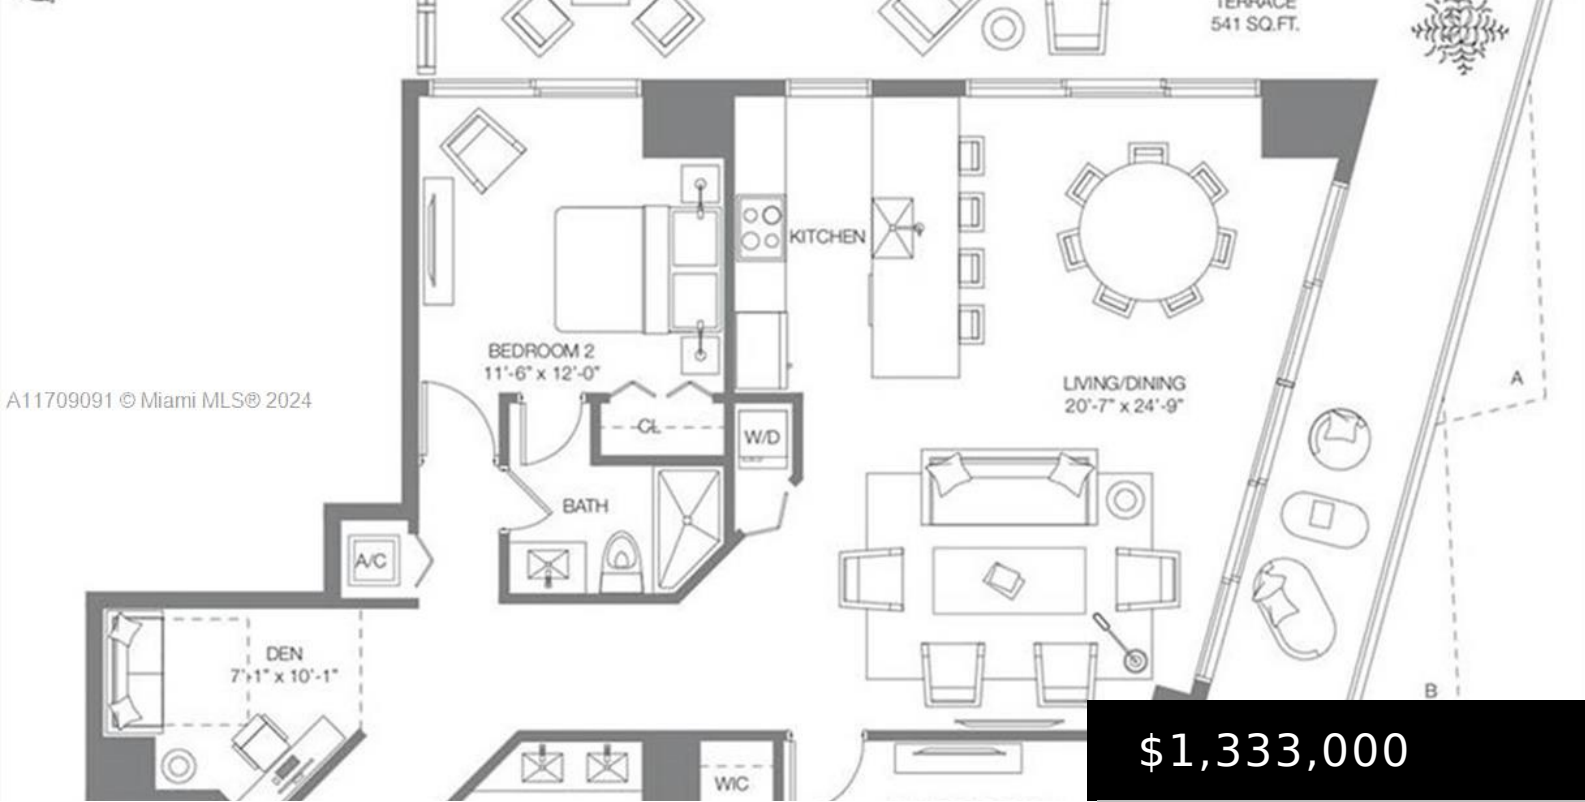 TERRACE
541 SQ.FT.
KITCHEN
BEDROOM 2
11'-6" x 12'-0"
LIVING/DINING
20'-7" x 24'-9"
A
A11709091 © Miami MLS® 2024
CL
W/D
BATH
A/C
DEN
7'-1" x 10'-1"
B
$1,333,000
WIC